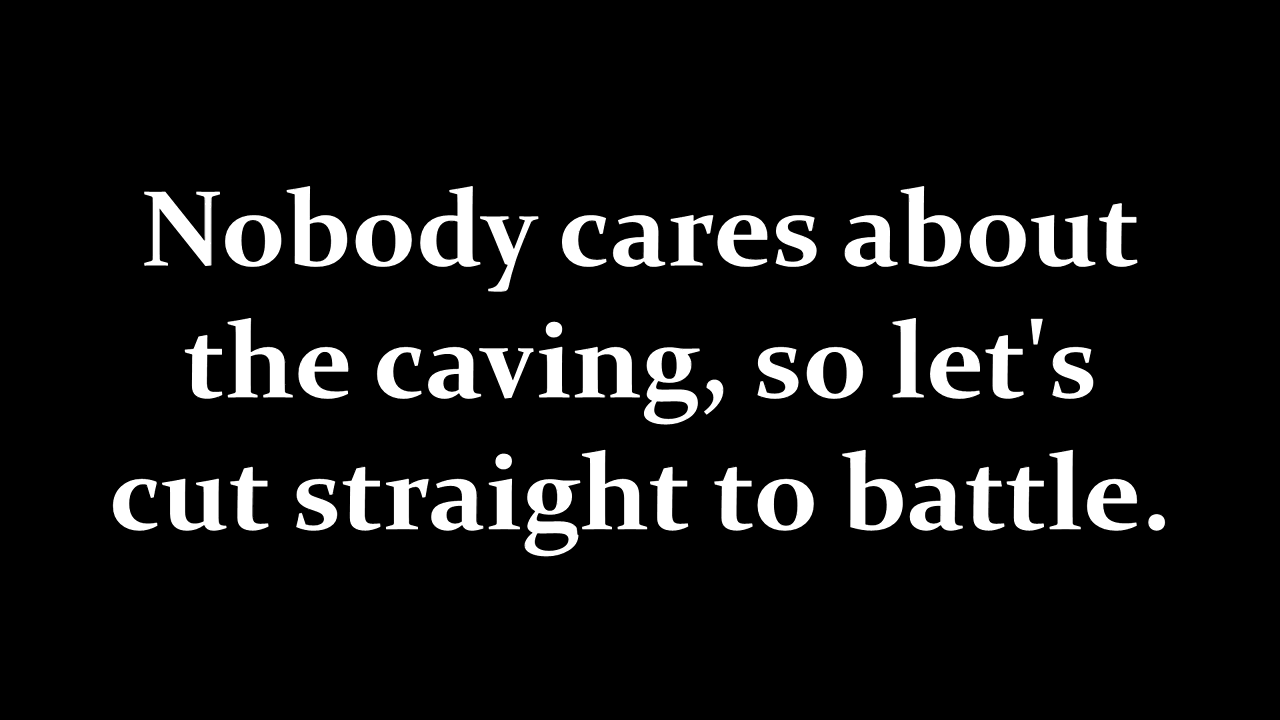 Nobody cares about
the caving, so let's
cut straight to battle.